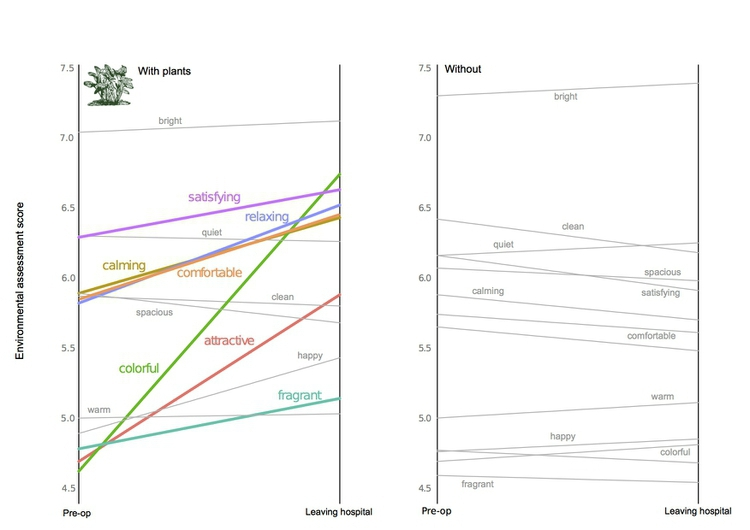 With plants
Without
Environmental assessment score
7.5
7.0
6.5
6.0
5.5
5.0
4.5
bright
satisfying
relaxing
quiet
calming
comfortable
clean
spacious
attractive
happy
colorful
fragrant
warm
Pre-op
Leaving hospital
7.5
7.0
6.5
6.0
5.5
5.0
4.5
bright
clean
quiet
spacious
calming
satisfying
comfortable
warm
happy
colorful
fragrant
Pre-op
Leaving hospital